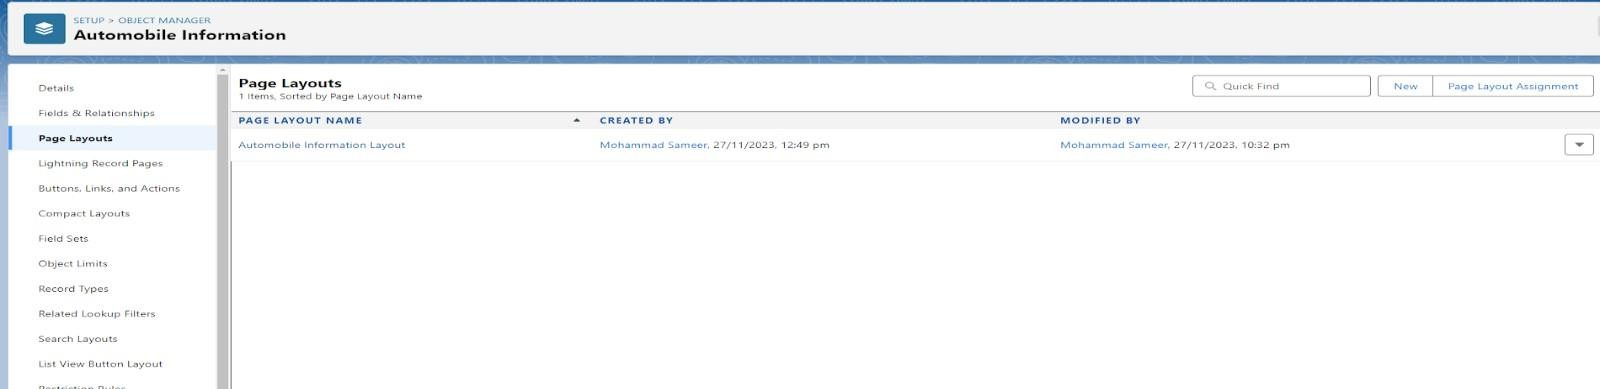 SETUP > OBJECT MANAGER
Automobile Information
Details
Fields & Relationships
Page Layouts
Lightning Record Pages
Buttons, Links, and Actions
Compact Layouts
Field Sets
Object Limits
Record Types
Related Lookup Filters
Search Layouts
List View Button Layout
Restriction Rules
Page Layouts
1 Items, Sorted by Page Layout Name
Quick Find
New
Page Layout Assignment
PAGE LAYOUT NAME CREATED BY MODIFIED BY
Automobile Information Layout Mohammad Sameer, 27/11/2023, 12:49 pm Mohammad Sameer, 27/11/2023, 10:32 pm